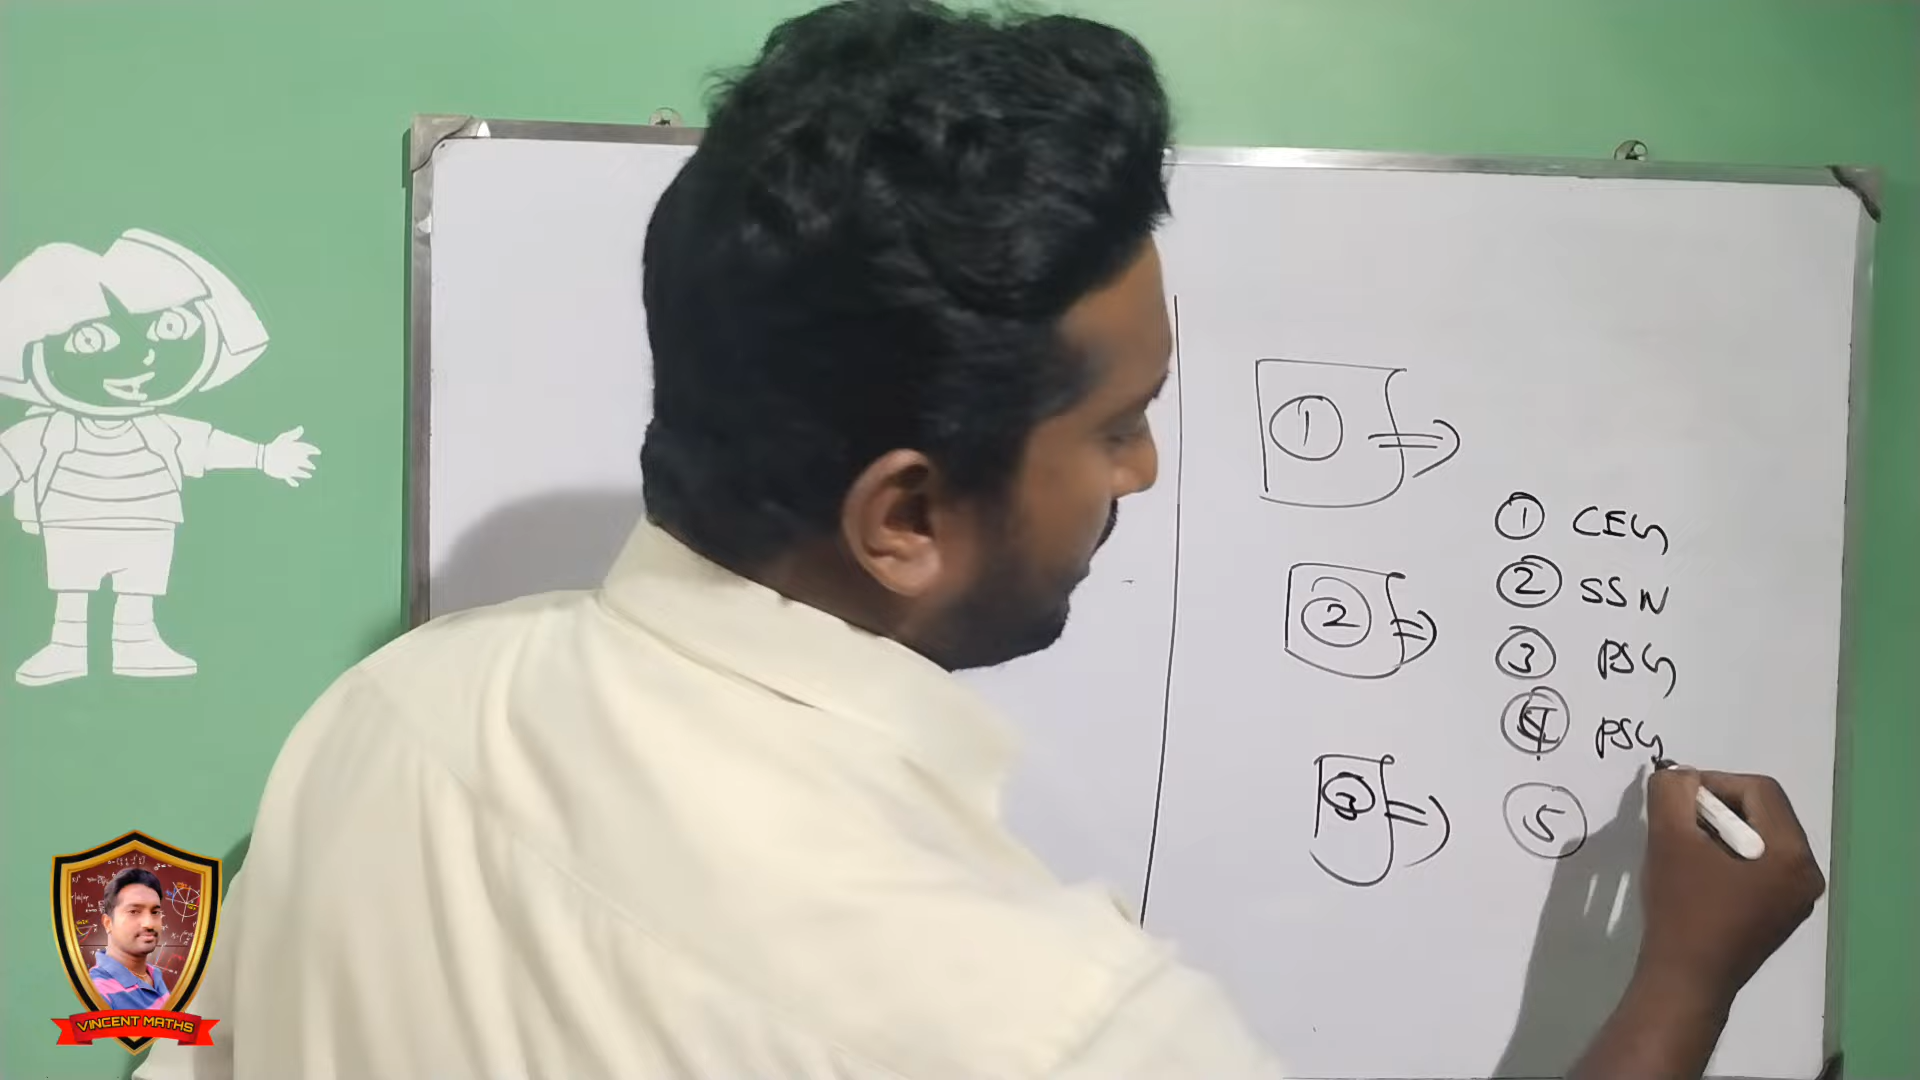 1
2
3
1 CEG
2 SSN
3 PSG
4 PSG
5
VINCENT MATHS